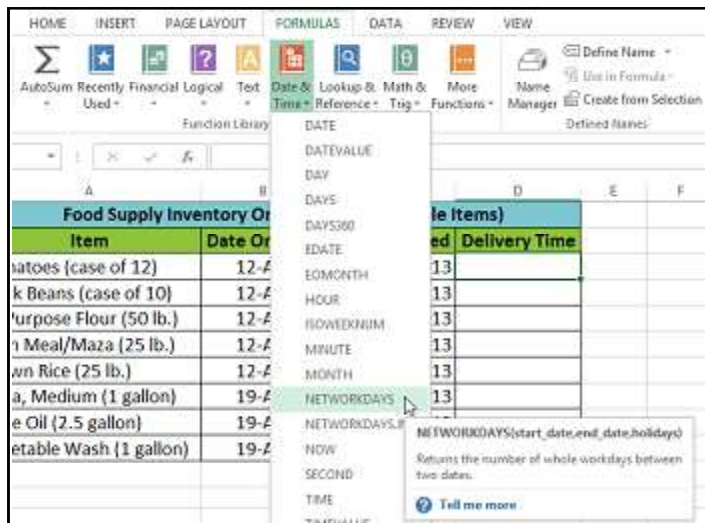 HOME INSERT PAGE LAYOUT FORMULAS DATA REVIEW VIEW
AutoSum Recently Used Financial Logical Text Date & Time Lookup & Reference Math & Trig More Functions
Name Manager
Define Name
Use in Formula
Create from Selection
Function Library
Defined Names
fx
A B D E F
Food Supply Inventory Or le Items)
Item Date Or ed Delivery Time
natoes (case of 12) 12-A 13
k Beans (case of 10) 12-A 13
Purpose Flour (50 lb.) 12-A 13
n Meal/Maza (25 lb.) 12-A 13
wn Rice (25 lb.) 12-A 13
a, Medium (1 gallon) 19-A 13
e Oil (2.5 gallon) 19-A
etable Wash (1 gallon) 19-A
DATE
DATEVALUE
DAY
DAYS
DAYS360
EDATE
EOMONTH
HOUR
ISOWEEKNUM
MINUTE
MONTH
NETWORKDAYS
NETWORKDAYS.I
NOW
SECOND
TIME
TIMEVALUE
NETWORKDAYS(start_date,end_date,holidays)
Returns the number of whole workdays between
two dates.
Tell me more